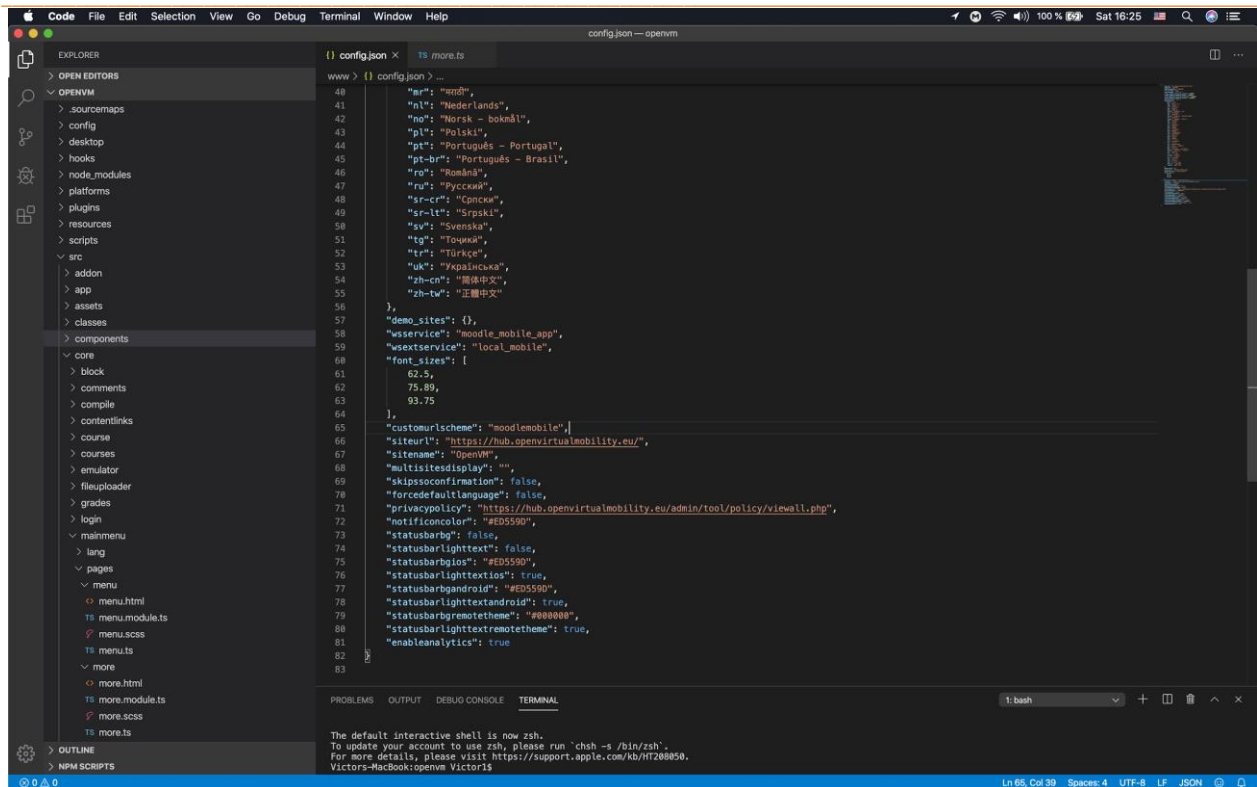 Code File Edit Selection View Go Debug Terminal Window Help 100 % Sat 16:25
config.json — openvm
EXPLORER
OPEN EDITORS
OPENVM
.sourcemaps
config
desktop
hooks
node_modules
platforms
plugins
resources
scripts
src
addon
app
assets
classes
components
core
block
comments
compile
contentlinks
course
courses
emulator
fileuploader
grades
login
mainmenu
lang
pages
menu
menu.html
TS menu.module.ts
menu.scss
TS menu.ts
more
more.html
TS more.module.ts
more.scss
TS more.ts
OUTLINE
NPM SCRIPTS
{} config.json × TS more.ts
www > {} config.json > ...
40 "mr": "मराठी",
41 "nl": "Nederlands",
42 "no": "Norsk – bokmål",
43 "pl": "Polski",
44 "pt": "Português – Portugal",
45 "pt-br": "Português – Brasil",
46 "ro": "Română",
47 "ru": "Русский",
48 "sr-cr": "Српски",
49 "sr-lt": "Srpski",
50 "sv": "Svenska",
51 "tg": "Тоҷикӣ",
52 "tr": "Türkçe",
53 "uk": "Українська",
54 "zh-cn": "简体中文",
55 "zh-tw": "正體中文"
56 },
57 "demo_sites": {},
58 "wsservice": "moodle_mobile_app",
59 "wsextservice": "local_mobile",
60 "font_sizes": [
61 62.5,
62 75.89,
63 93.75
64 ],
65 "customurlscheme": "moodlemobile",
66 "siteurl": "https://hub.openvirtualmobility.eu/",
67 "sitename": "OpenVM",
68 "multisitesdisplay": "",
69 "skipssoconfirmation": false,
70 "forcedefaultlanguage": false,
71 "privacypolicy": "https://hub.openvirtualmobility.eu/admin/tool/policy/viewall.php",
72 "notificoncolor": "#ED559D",
73 "statusbarbg": false,
74 "statusbarlighttext": false,
75 "statusbarbgios": "#ED559D",
76 "statusbarlighttextios": true,
77 "statusbarbgandroid": "#ED559D",
78 "statusbarlighttextandroid": true,
79 "statusbarbgremotetheme": "#000000",
80 "statusbarlighttextremotetheme": true,
81 "enableanalytics": true
82 }
83
PROBLEMS OUTPUT DEBUG CONSOLE TERMINAL 1: bash
The default interactive shell is now zsh.
To update your account to use zsh, please run `chsh -s /bin/zsh`.
For more details, please visit https://support.apple.com/kb/HT208050.
Victors-MacBook:openvm Victor1$
0 0 Ln 65, Col 39 Spaces: 4 UTF-8 LF JSON